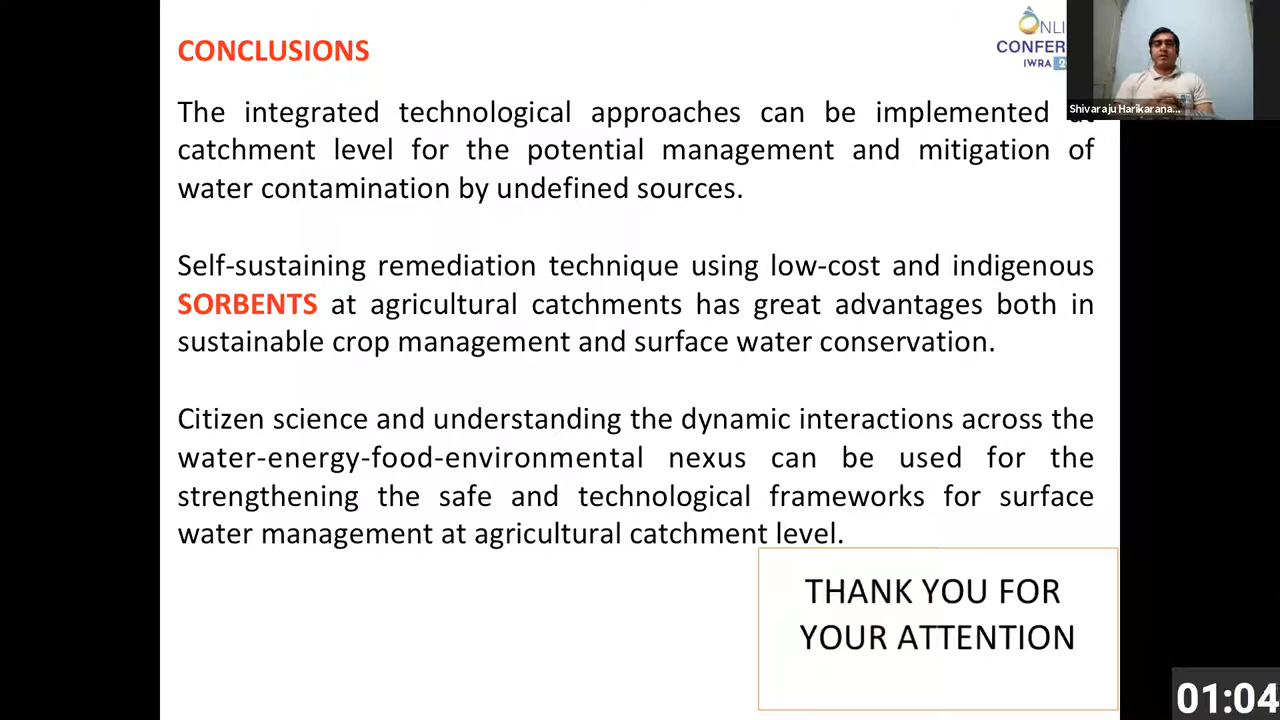 CONCLUSIONS
NLI
CONFER
IWRA 2
Shivaraju Harikarana...
The integrated technological approaches can be implemented
catchment level for the potential management and mitigation of
water contamination by undefined sources.
Self-sustaining remediation technique using low-cost and indigenous
SORBENTS at agricultural catchments has great advantages both in
sustainable crop management and surface water conservation.
Citizen science and understanding the dynamic interactions across the
water-energy-food-environmental nexus can be used for the
strengthening the safe and technological frameworks for surface
water management at agricultural catchment level.
THANK YOU FOR
YOUR ATTENTION
01:04